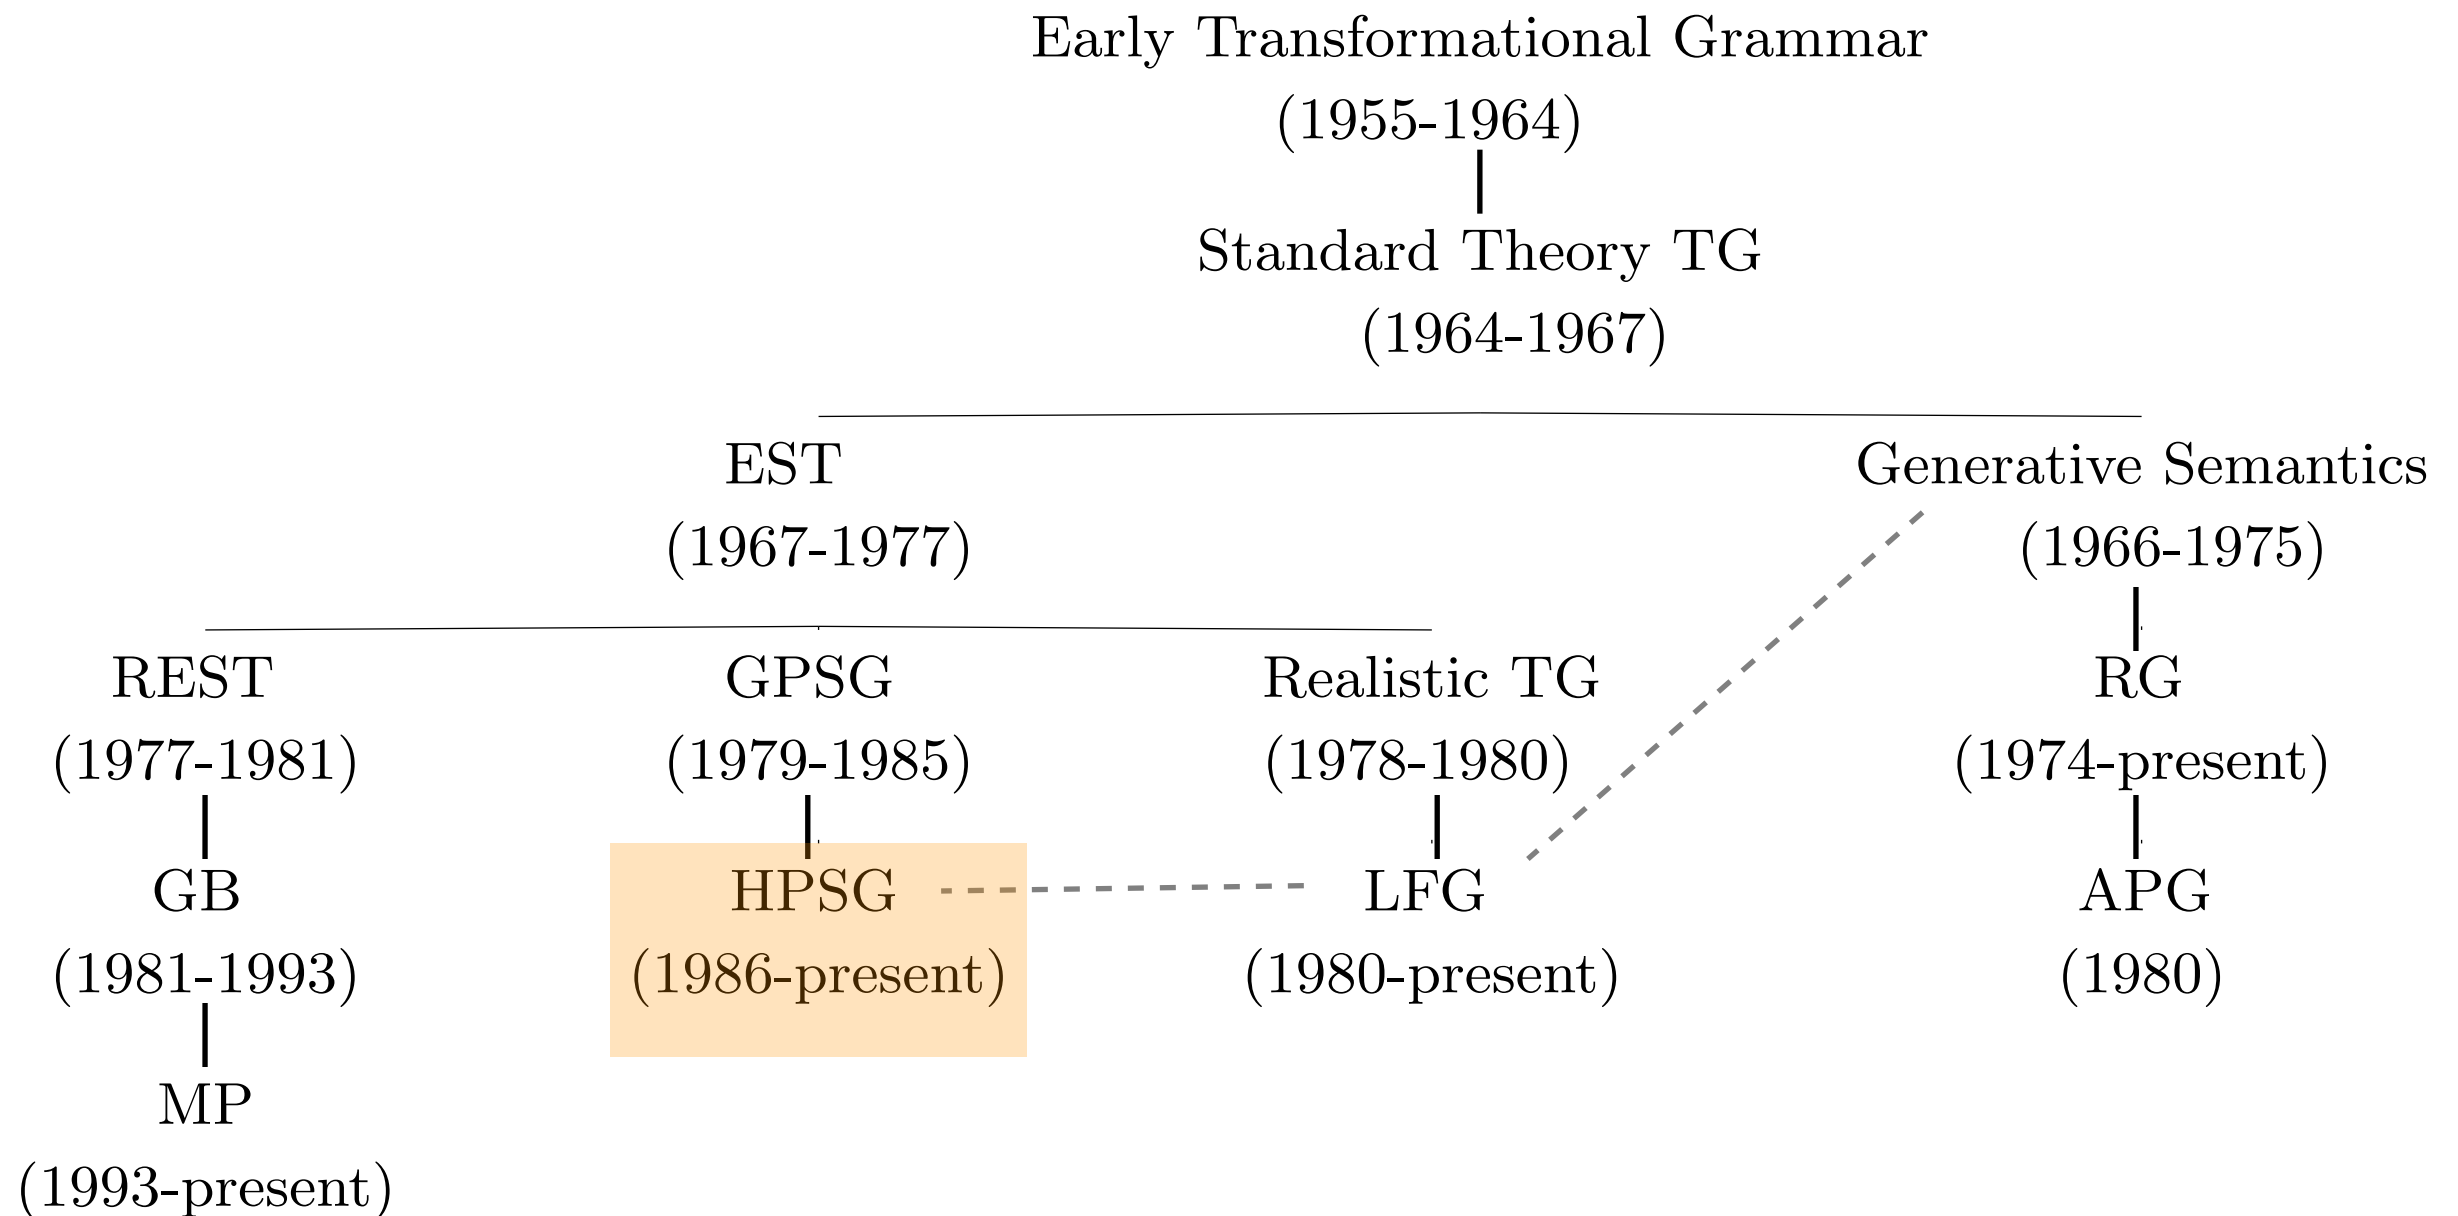 Early Transformational Grammar
(1955-1964)
Standard Theory TG
(1964-1967)
EST
(1967-1977)
Generative Semantics
(1966-1975)
REST
(1977-1981)
GPSG
(1979-1985)
Realistic TG
(1978-1980)
RG
(1974-present)
GB
(1981-1993)
HPSG
(1986-present)
LFG
(1980-present)
APG
(1980)
MP
(1993-present)